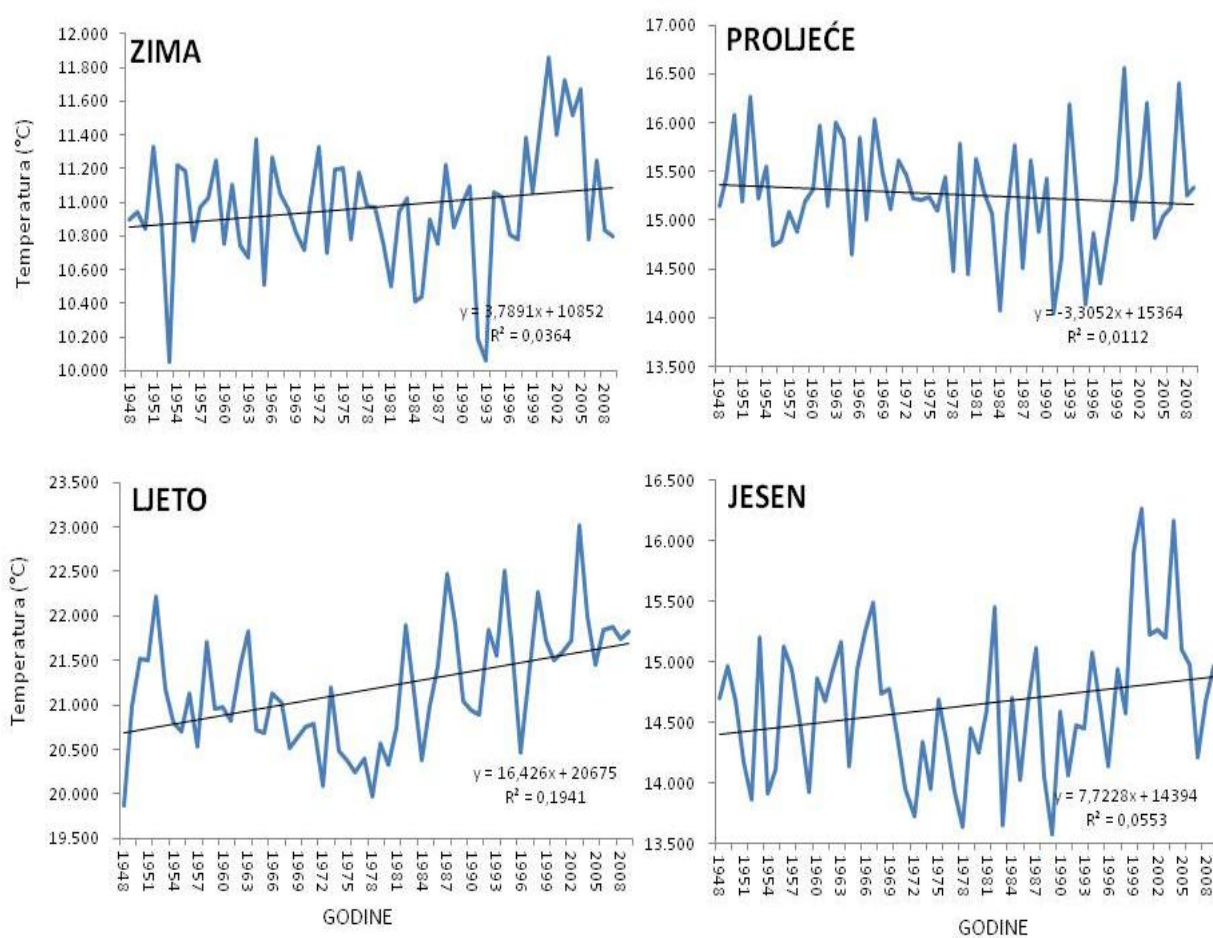 ZIMA
Temperatura (°C)
12.000
11.800
11.600
11.400
11.200
11.000
10.800
10.600
10.400
10.200
10.000
y = 3,7891x + 10852
R² = 0,0364
1948 1951 1954 1957 1960 1963 1966 1969 1972 1975 1978 1981 1984 1987 1990 1993 1996 1999 2002 2005 2008
PROLJEĆE
17.000
16.500
16.000
15.500
15.000
14.500
14.000
13.500
y = -3,3052x + 15364
R² = 0,0112
1948 1951 1954 1957 1960 1963 1966 1969 1972 1975 1978 1981 1984 1987 1990 1993 1996 1999 2002 2005 2008
LJETO
Temperatura (°C)
23.500
23.000
22.500
22.000
21.500
21.000
20.500
20.000
19.500
y = 16,426x + 20675
R² = 0,1941
1948 1951 1954 1957 1960 1963 1966 1969 1972 1975 1978 1981 1984 1987 1990 1993 1996 1999 2002 2005 2008
GODINE
JESEN
16.500
16.000
15.500
15.000
14.500
14.000
13.500
y = 7,7228x + 14394
R² = 0,0553
1948 1951 1954 1957 1960 1963 1966 1969 1972 1975 1978 1981 1984 1987 1990 1993 1996 1999 2002 2005 2008
GODINE